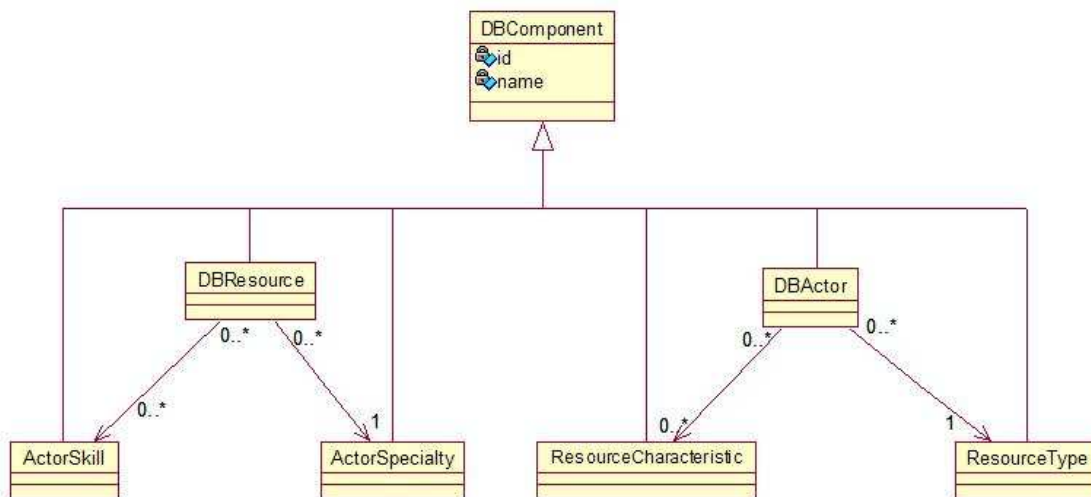 DBComponent
id
name
DBResource
DBActor
0..*
0..*
0..*
0..*
0..*
1
0..*
1
ActorSkill
ActorSpecialty
ResourceCharacteristic
ResourceType